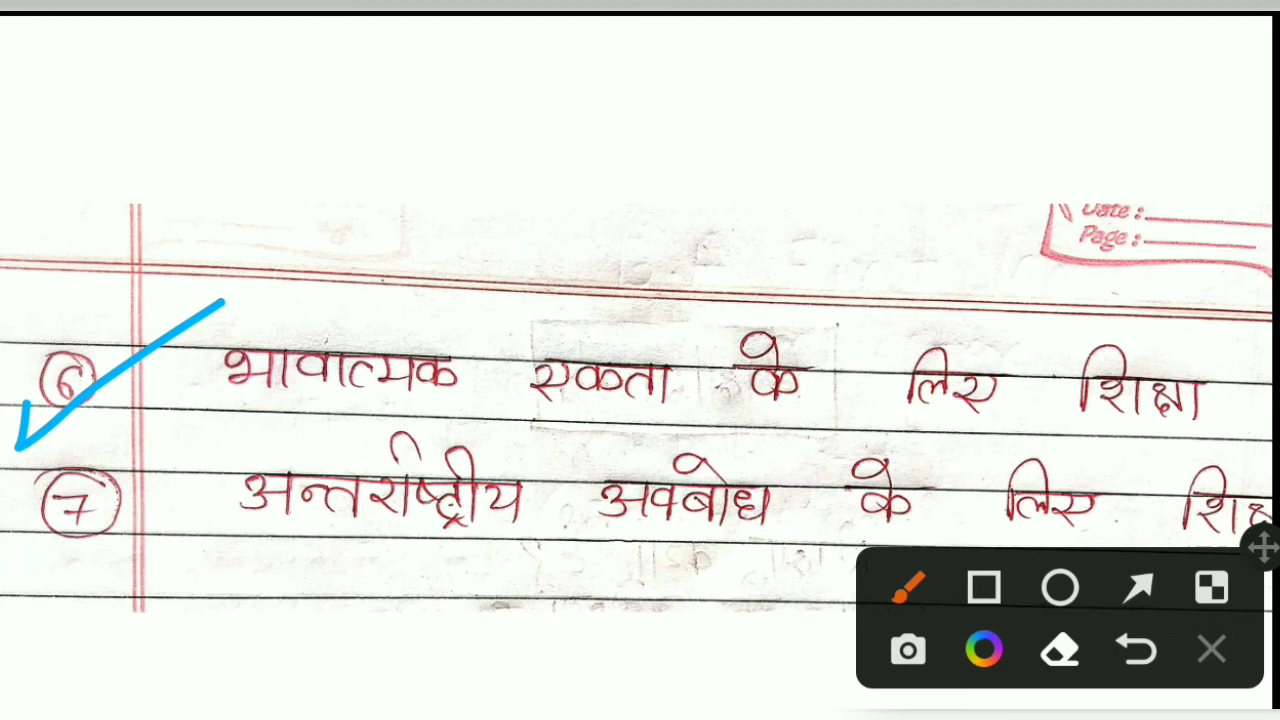 Date :
Page :
6 भावात्मक एकता के लिए शिक्षा
7 अन्तर्राष्ट्रीय अवबोध के लिए